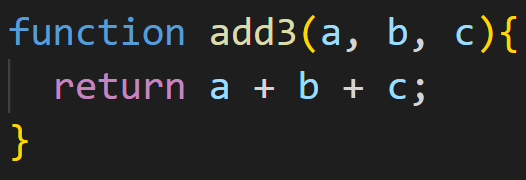 function add3(a, b, c){
  return a + b + c;
}